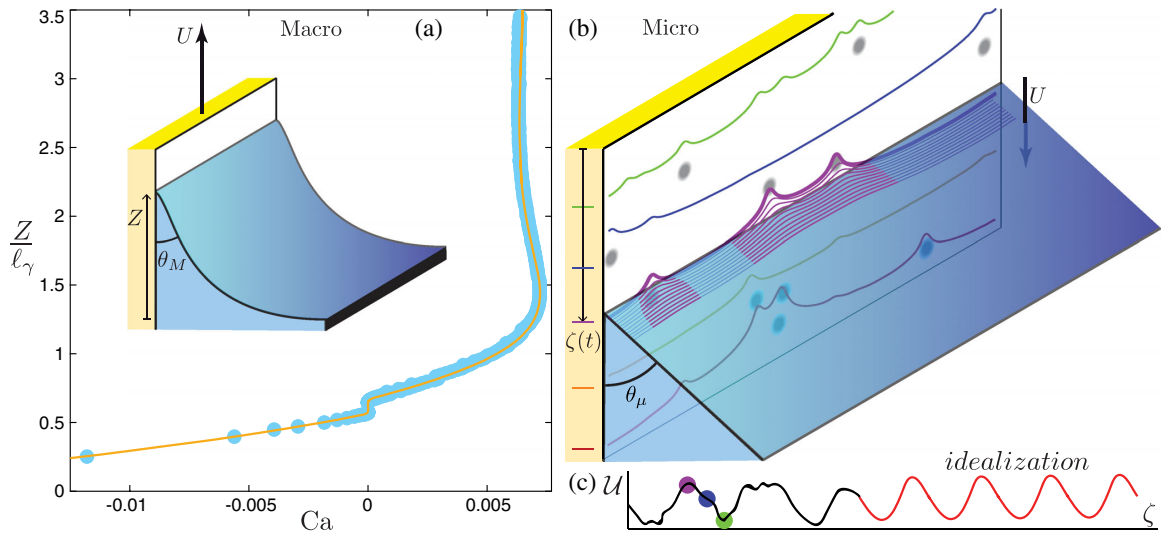 (a)
Macro
U
Z
θ_M
Z
ℓ_γ
3.5
3
2.5
2
1.5
1
0.5
0
-0.01
-0.005
0
0.005
Ca
(b)
Micro
U
ζ(t)
θ_μ
(c)
U
idealization
ζ